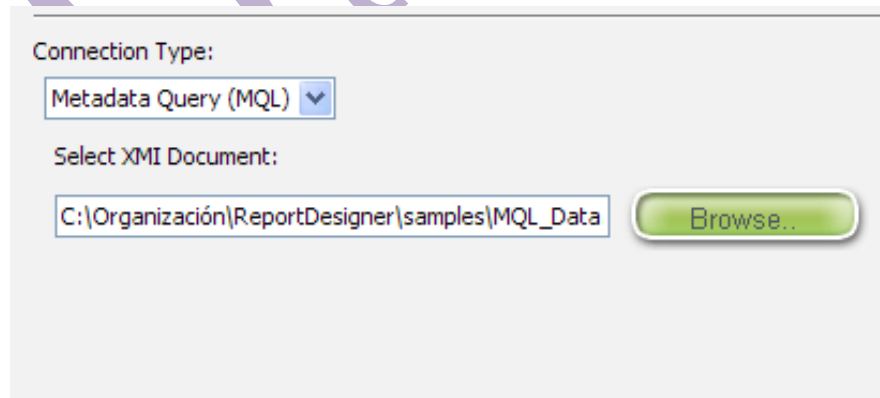 Connection Type:
Metadata Query (MQL)
Select XMI Document:
C:\Organización\ReportDesigner\samples\MQL_Data
Browse..